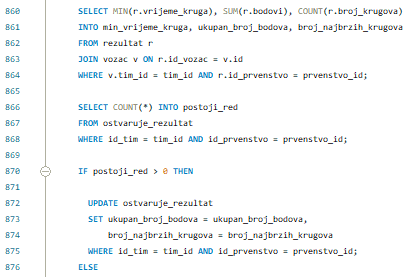 860 SELECT MIN(r.vrijeme_kruga), SUM(r.bodovi), COUNT(r.broj_krugova)
861 INTO min_vrijeme_kruga, ukupan_broj_bodova, broj_najbrzih_krugova
862 FROM rezultat r
863 JOIN vozac v ON r.id_vozac = v.id
864 WHERE v.tim_id = tim_id AND r.id_prvenstvo = prvenstvo_id;
865
866 SELECT COUNT(*) INTO postoji_red
867 FROM ostvaruje_rezultat
868 WHERE id_tim = tim_id AND id_prvenstvo = prvenstvo_id;
869
870 IF postoji_red > 0 THEN
871
872 UPDATE ostvaruje_rezultat
873 SET ukupan_broj_bodova = ukupan_broj_bodova,
874 broj_najbrzih_krugova = broj_najbrzih_krugova
875 WHERE id_tim = tim_id AND id_prvenstvo = prvenstvo_id;
876 ELSE